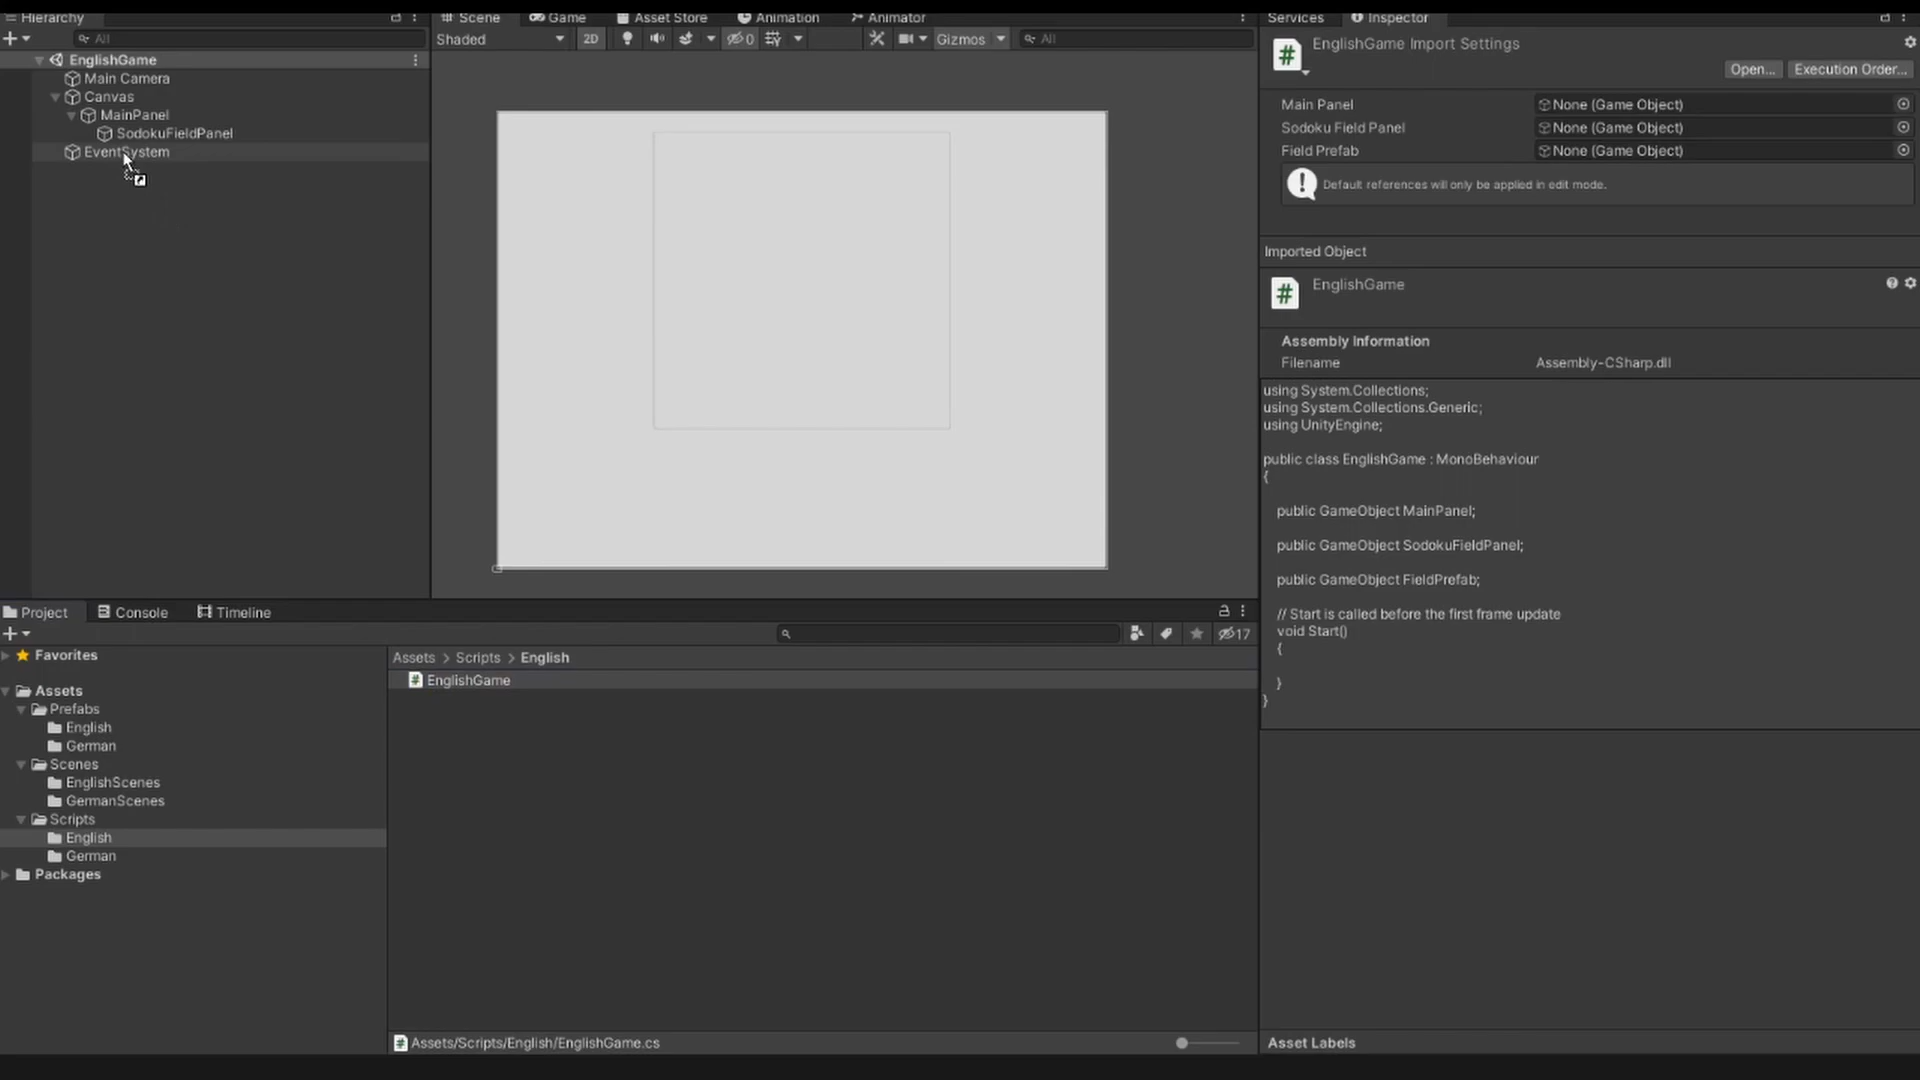 Hierarchy
All
EnglishGame
Main Camera
Canvas
MainPanel
SodokuFieldPanel
EventSystem
Scene Game Asset Store Animation Animator
Shaded 2D 0 Gizmos All
Services Inspector
EnglishGame Import Settings
Open... Execution Order...
Main Panel None (Game Object)
Sodoku Field Panel None (Game Object)
Field Prefab None (Game Object)
Default references will only be applied in edit mode.
Imported Object
EnglishGame
Assembly Information
Filename Assembly-CSharp.dll
using System.Collections;
using System.Collections.Generic;
using UnityEngine;
public class EnglishGame : MonoBehaviour
{
public GameObject MainPanel;
public GameObject SodokuFieldPanel;
public GameObject FieldPrefab;
// Start is called before the first frame update
void Start()
{
}
}
Asset Labels
Project Console Timeline
17
Favorites
Assets
Prefabs
English
German
Scenes
EnglishScenes
GermanScenes
Scripts
English
German
Packages
Assets > Scripts > English
EnglishGame
Assets/Scripts/English/EnglishGame.cs